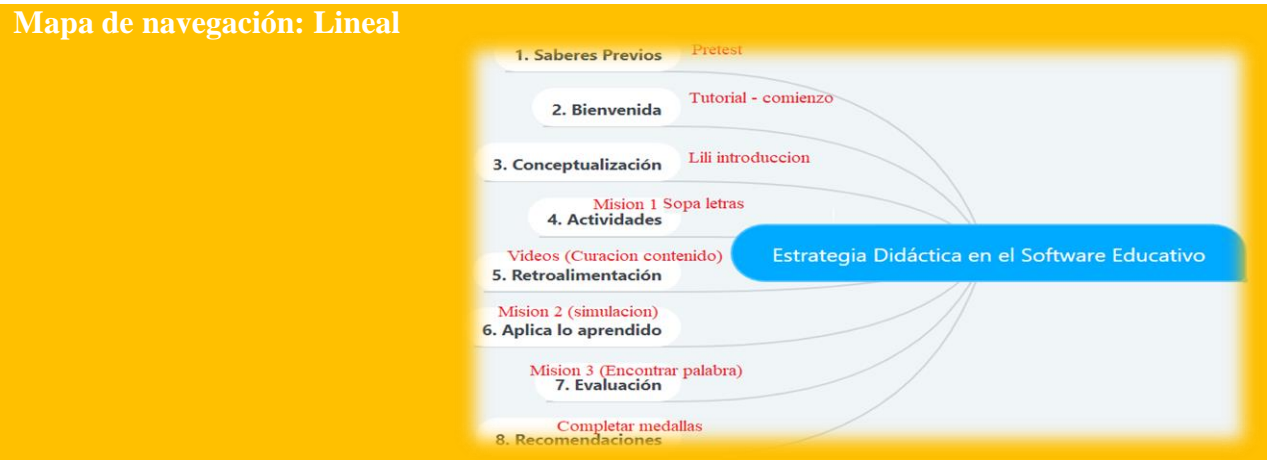 Mapa de navegación: Lineal
1. Saberes Previos
Pretest
2. Bienvenida
Tutorial - comienzo
3. Conceptualización
Lili introduccion
Mision 1 Sopa letras
4. Actividades
Videos (Curacion contenido)
5. Retroalimentación
Mision 2 (simulacion)
6. Aplica lo aprendido
Mision 3 (Encontrar palabra)
7. Evaluación
Completar medallas
8. Recomendaciones
Estrategia Didáctica en el Software Educativo